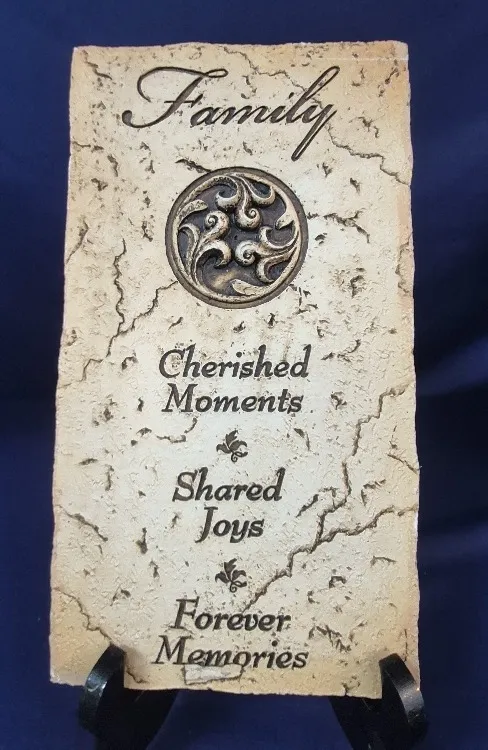 Family
Cherished
Moments
Shared
Joys
Forever
Memories